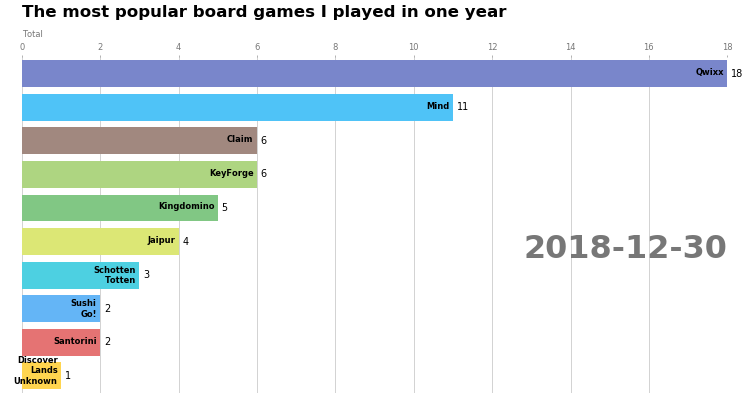 The most popular board games I played in one year
Total
0 2 4 6 8 10 12 14 16 18
Qwixx 18
Mind 11
Claim 6
KeyForge 6
Kingdomino 5
Jaipur 4
2018-12-30
Schotten
Totten 3
Sushi
Go! 2
Santorini 2
Discover
Lands
Unknown 1